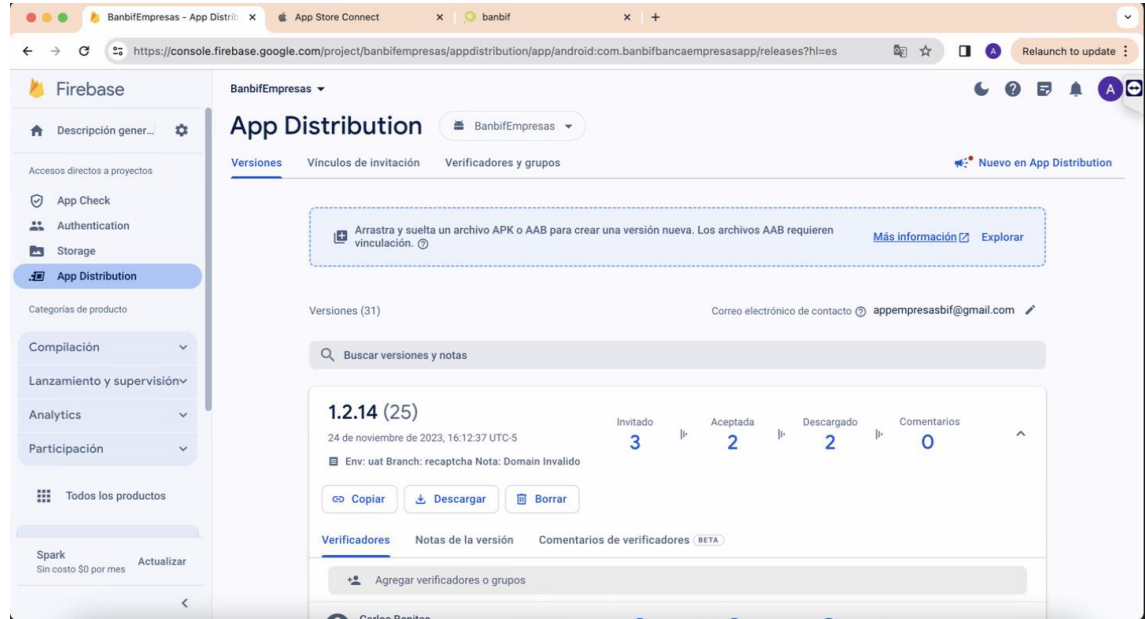 BanbifEmpresas - App Distrib
App Store Connect
banbif
https://console.firebase.google.com/project/banbifempresas/appdistribution/app/android:com.banbifbancaempresasapp/releases?hl=es
A
Relaunch to update
Firebase
BanbifEmpresas
A
Descripción gener...
App Distribution
BanbifEmpresas
Versiones
Vínculos de invitación
Verificadores y grupos
Nuevo en App Distribution
Accesos directos a proyectos
App Check
Authentication
Storage
App Distribution
Categorías de producto
Compilación
Lanzamiento y supervisión
Analytics
Participación
Todos los productos
Spark
Sin costo $0 por mes
Actualizar
Arrastra y suelta un archivo APK o AAB para crear una versión nueva. Los archivos AAB requieren
vinculación.
Más información
Explorar
Versiones (31)
Correo electrónico de contacto
appempresasbif@gmail.com
Buscar versiones y notas
1.2.14 (25)
24 de noviembre de 2023, 16:12:37 UTC-5
Env: uat Branch: recaptcha Nota: Domain Invalido
Invitado
3
Aceptada
2
Descargado
2
Comentarios
0
Copiar
Descargar
Borrar
Verificadores
Notas de la versión
Comentarios de verificadores BETA
Agregar verificadores o grupos
Carlos Benites